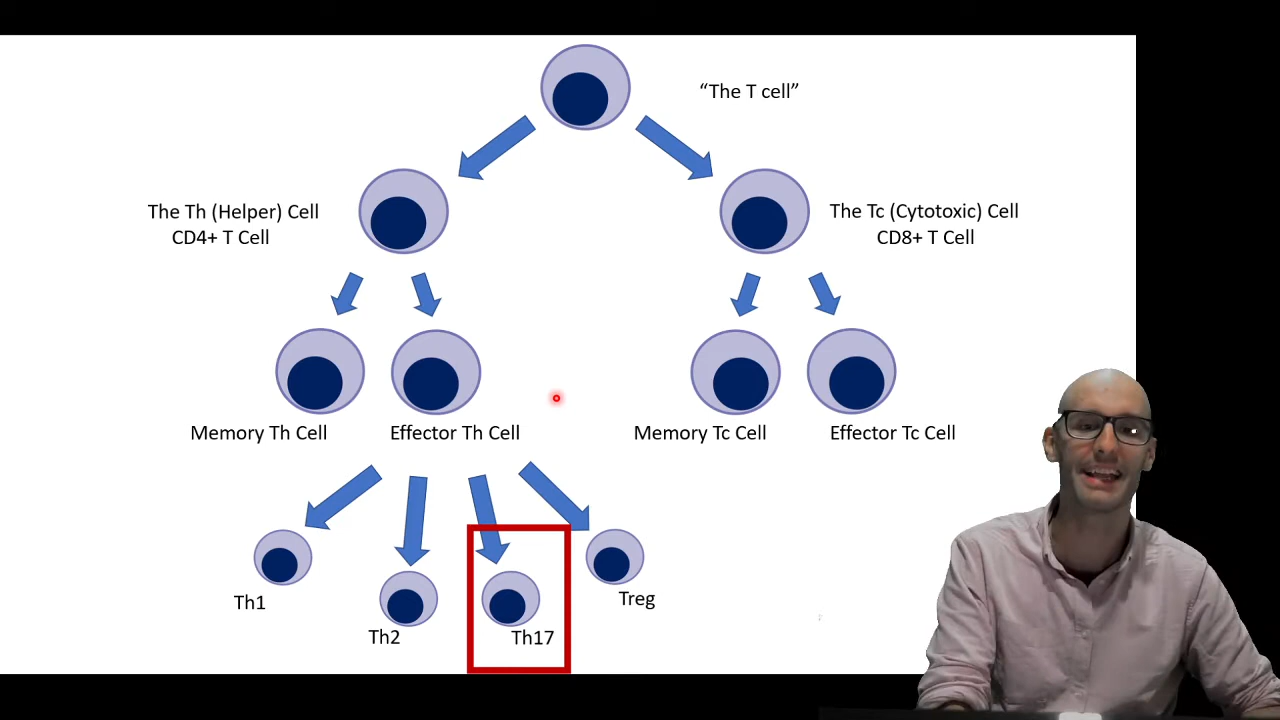 “The T cell”
The Th (Helper) Cell
CD4+ T Cell
The Tc (Cytotoxic) Cell
CD8+ T Cell
Memory Th Cell
Effector Th Cell
Memory Tc Cell
Effector Tc Cell
Th1
Th2
Th17
Treg